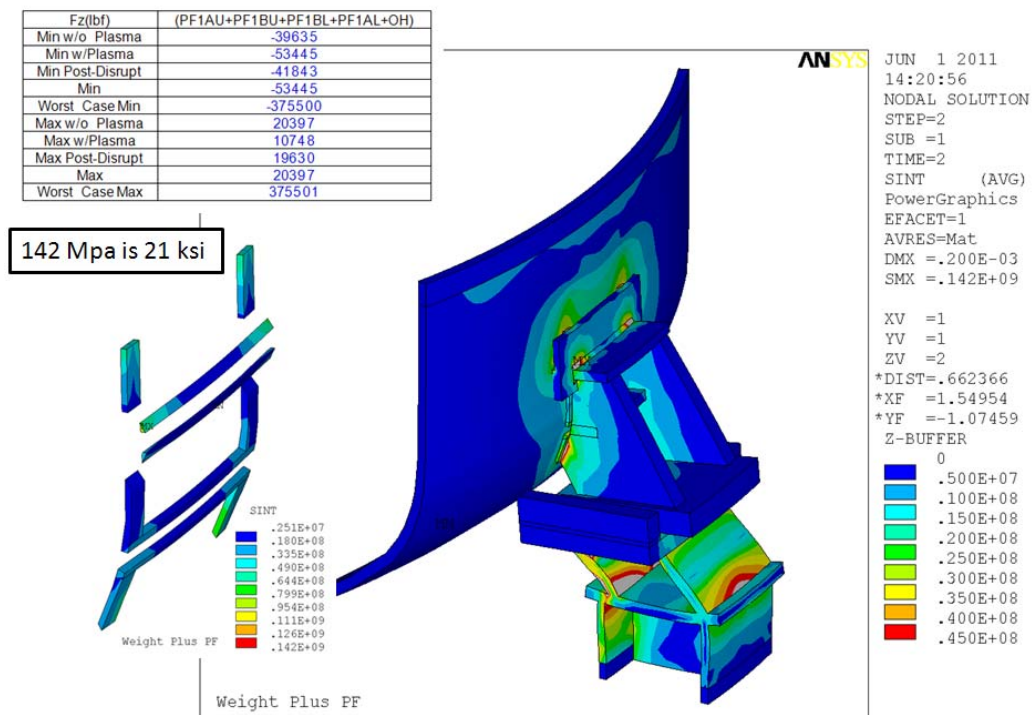 Fz(lbf) (PF1AU+PF1BU+PF1BL+PF1AL+OH)
Min w/o Plasma -39635
Min w/Plasma -53445
Min Post-Disrupt -41843
Min -53445
Worst Case Min -375500
Max w/o Plasma 20397
Max w/Plasma 10748
Max Post-Disrupt 19630
Max 20397
Worst Case Max 375501
142 Mpa is 21 ksi
MX
SINT
.251E+07
.180E+08
.335E+08
.490E+08
.644E+08
.799E+08
.954E+08
.111E+09
.126E+09
.142E+09
Weight Plus PF
Weight Plus PF
ANSYS
JUN 1 2011
14:20:56
NODAL SOLUTION
STEP=2
SUB =1
TIME=2
SINT (AVG)
PowerGraphics
EFACET=1
AVRES=Mat
DMX =.200E-03
SMX =.142E+09
XV =1
YV =1
ZV =2
*DIST=.662366
*XF =1.54954
*YF =-1.07459
Z-BUFFER
0
.500E+07
.100E+08
.150E+08
.200E+08
.250E+08
.300E+08
.350E+08
.400E+08
.450E+08